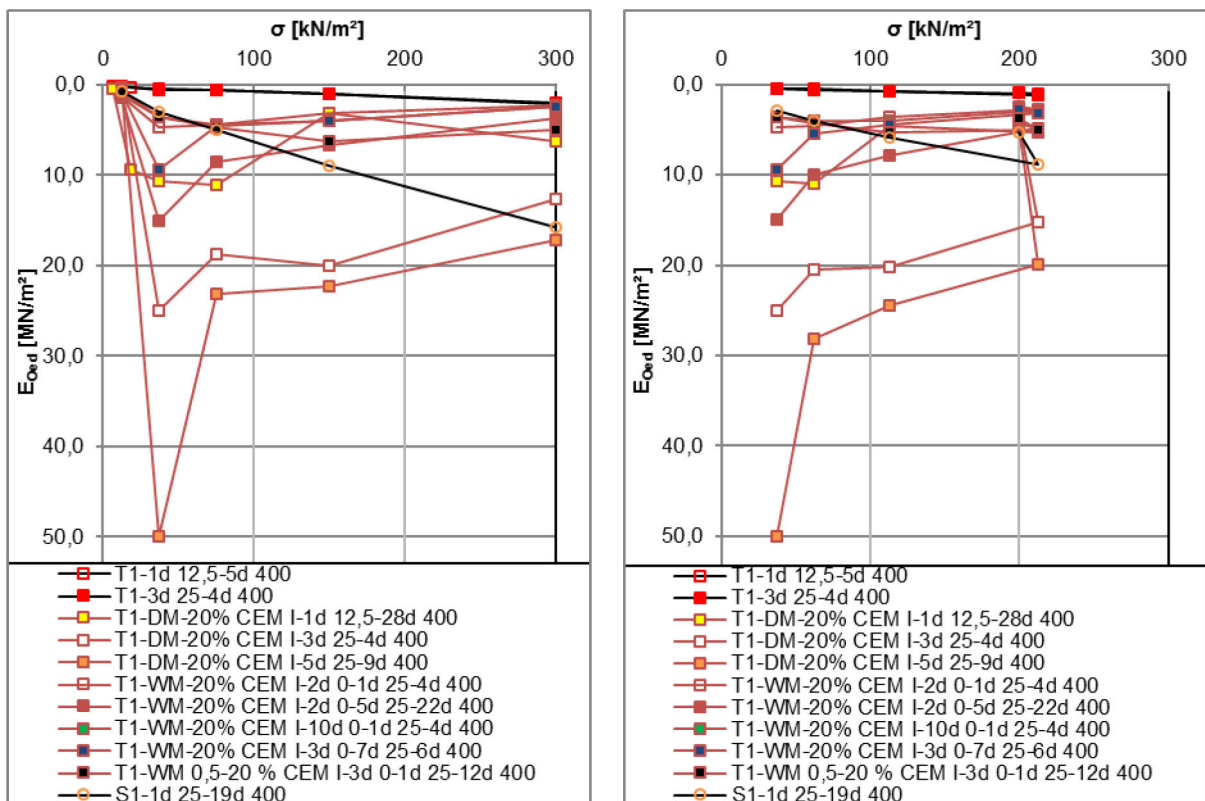 σ [kN/m²]
0 100 200 300
0,0
10,0
20,0
30,0
40,0
50,0
E_Oed [MN/m²]
T1-1d 12,5-5d 400
T1-3d 25-4d 400
T1-DM-20% CEM I-1d 12,5-28d 400
T1-DM-20% CEM I-3d 25-4d 400
T1-DM-20% CEM I-5d 25-9d 400
T1-WM-20% CEM I-2d 0-1d 25-4d 400
T1-WM-20% CEM I-2d 0-5d 25-22d 400
T1-WM-20% CEM I-10d 0-1d 25-4d 400
T1-WM-20% CEM I-3d 0-7d 25-6d 400
T1-WM 0,5-20 % CEM I-3d 0-1d 25-12d 400
S1-1d 25-19d 400
σ [kN/m²]
0 100 200 300
0,0
10,0
20,0
30,0
40,0
50,0
E_Oed [MN/m²]
T1-1d 12,5-5d 400
T1-3d 25-4d 400
T1-DM-20% CEM I-1d 12,5-28d 400
T1-DM-20% CEM I-3d 25-4d 400
T1-DM-20% CEM I-5d 25-9d 400
T1-WM-20% CEM I-2d 0-1d 25-4d 400
T1-WM-20% CEM I-2d 0-5d 25-22d 400
T1-WM-20% CEM I-10d 0-1d 25-4d 400
T1-WM-20% CEM I-3d 0-7d 25-6d 400
T1-WM 0,5-20 % CEM I-3d 0-1d 25-12d 400
S1-1d 25-19d 400